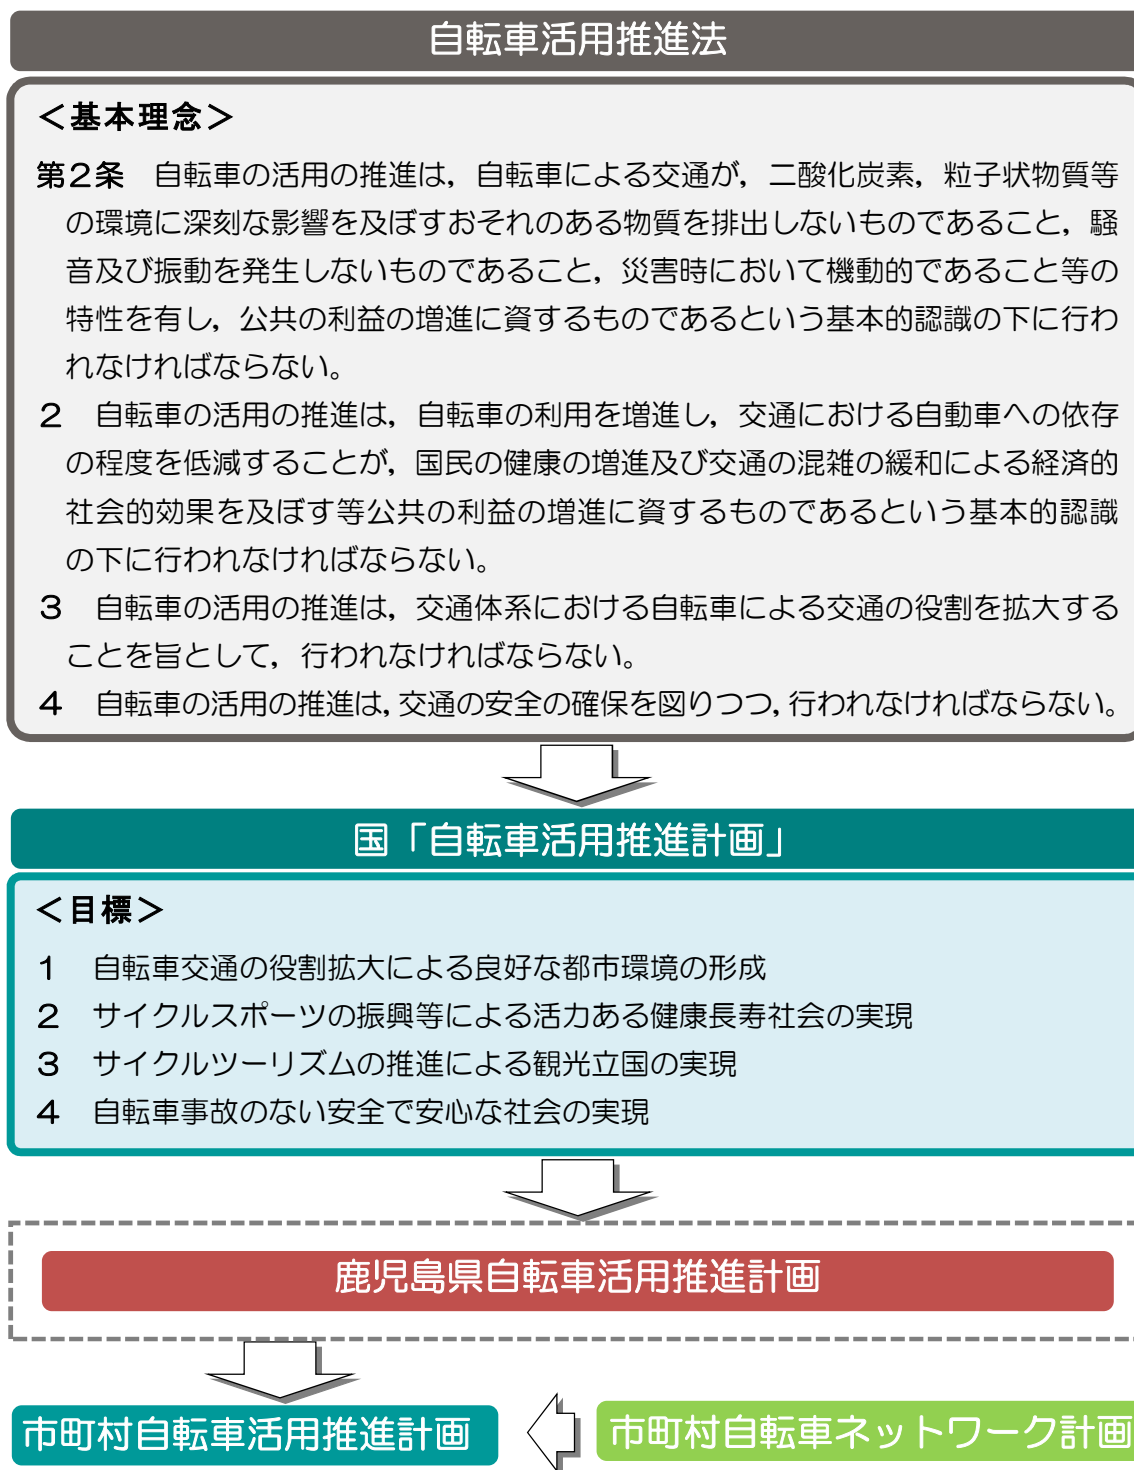 自転車活用推進法
＜基本理念＞
第２条　自転車の活用の推進は，自転車による交通が，二酸化炭素，粒子状物質等
の環境に深刻な影響を及ぼすおそれのある物質を排出しないものであること，騒
音及び振動を発生しないものであること，災害時において機動的であること等の
特性を有し，公共の利益の増進に資するものであるという基本的認識の下に行わ
れなければならない。
２　自転車の活用の推進は，自転車の利用を増進し，交通における自動車への依存
の程度を低減することが，国民の健康の増進及び交通の混雑の緩和による経済的
社会的効果を及ぼす等公共の利益の増進に資するものであるという基本的認識
の下に行われなければならない。
３　自転車の活用の推進は，交通体系における自転車による交通の役割を拡大する
ことを旨として，行われなければならない。
４　自転車の活用の推進は，交通の安全の確保を図りつつ，行われなければならない。
国「自転車活用推進計画」
＜目標＞
１　自転車交通の役割拡大による良好な都市環境の形成
２　サイクルスポーツの振興等による活力ある健康長寿社会の実現
３　サイクルツーリズムの推進による観光立国の実現
４　自転車事故のない安全で安心な社会の実現
鹿児島県自転車活用推進計画
市町村自転車活用推進計画
市町村自転車ネットワーク計画